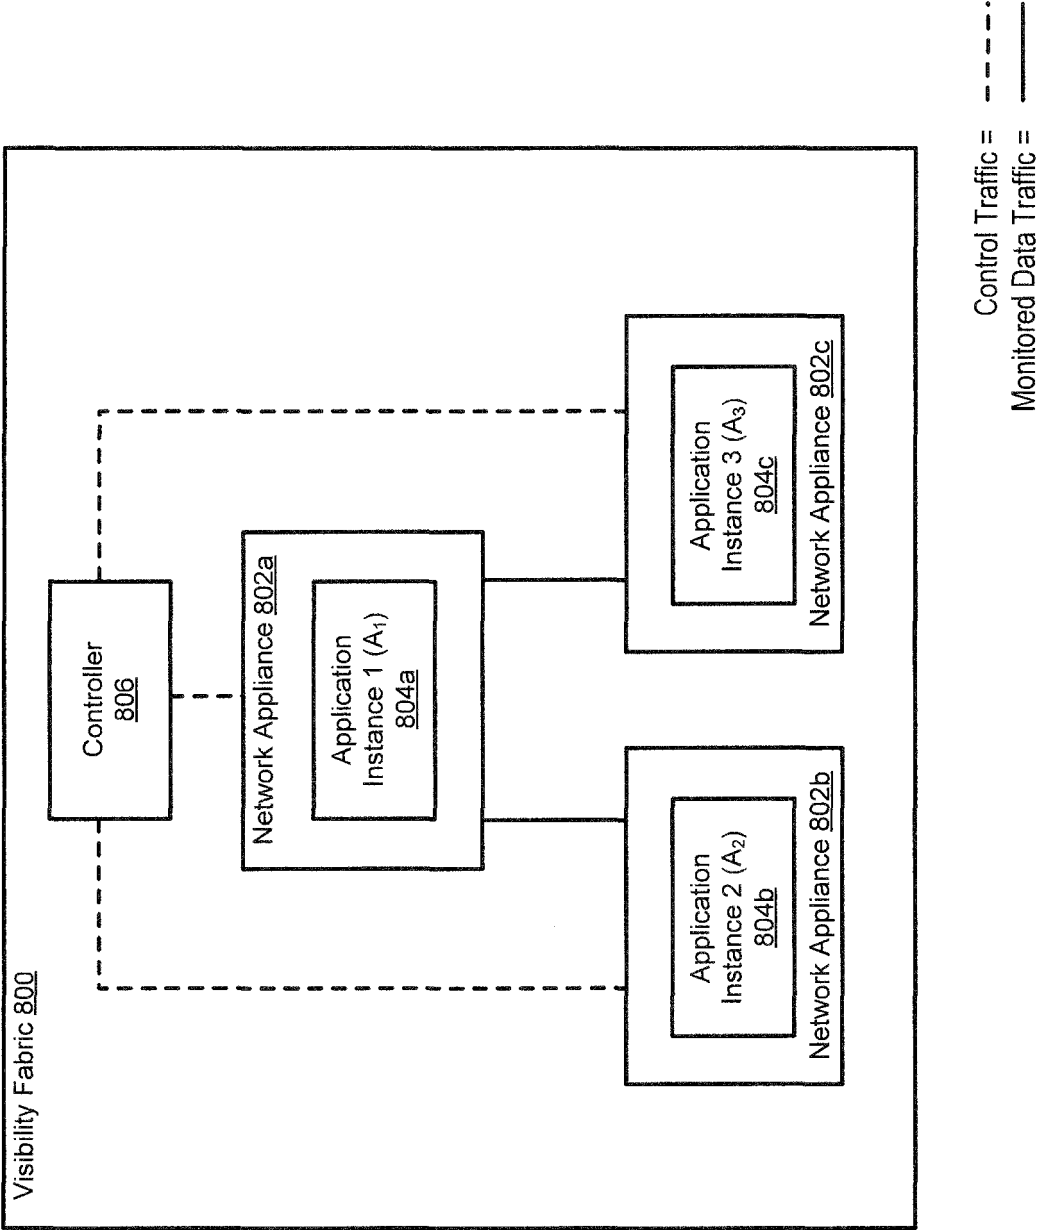 Visibility Fabric 800
Controller
806
Network Appliance 802a
Application
Instance 1 (A₁)
804a
Application
Instance 2 (A₂)
804b
Network Appliance 802b
Application
Instance 3 (A₃)
804c
Network Appliance 802c
Control Traffic =
Monitored Data Traffic =